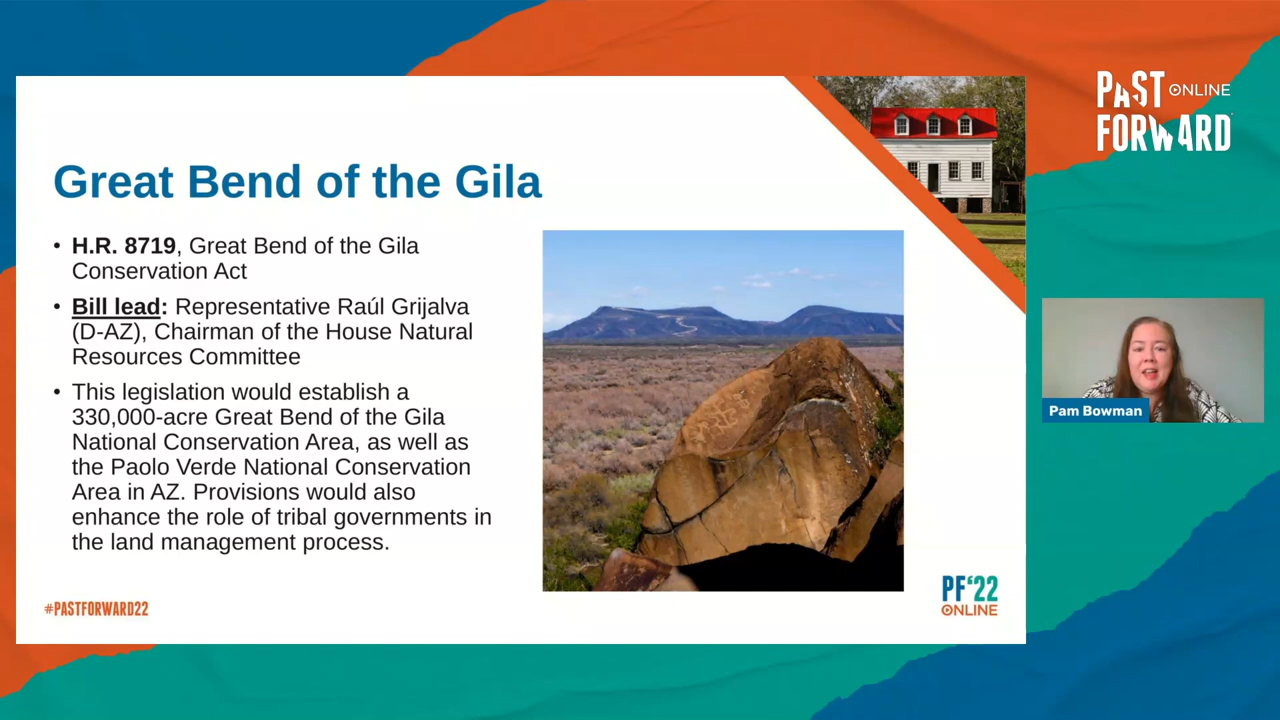 PAST ONLINE
FORWARD
Great Bend of the Gila
• H.R. 8719, Great Bend of the Gila
Conservation Act
• Bill lead: Representative Raúl Grijalva
(D-AZ), Chairman of the House Natural
Resources Committee
• This legislation would establish a
330,000-acre Great Bend of the Gila
National Conservation Area, as well as
the Paolo Verde National Conservation
Area in AZ. Provisions would also
enhance the role of tribal governments in
the land management process.
Pam Bowman
#PASTFORWARD22
PF‘22
ONLINE